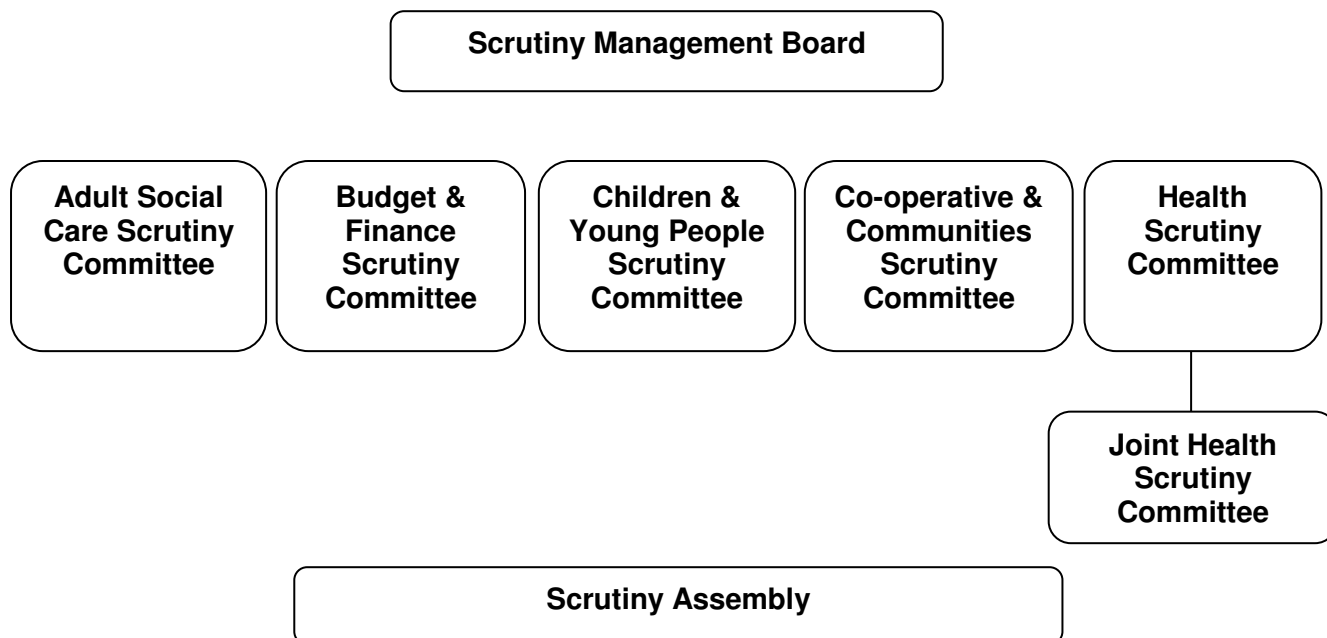 Scrutiny Management Board
Adult Social
Care Scrutiny
Committee
Budget &
Finance
Scrutiny
Committee
Children &
Young People
Scrutiny
Committee
Co-operative &
Communities
Scrutiny
Committee
Health
Scrutiny
Committee
Joint Health
Scrutiny
Committee
Scrutiny Assembly